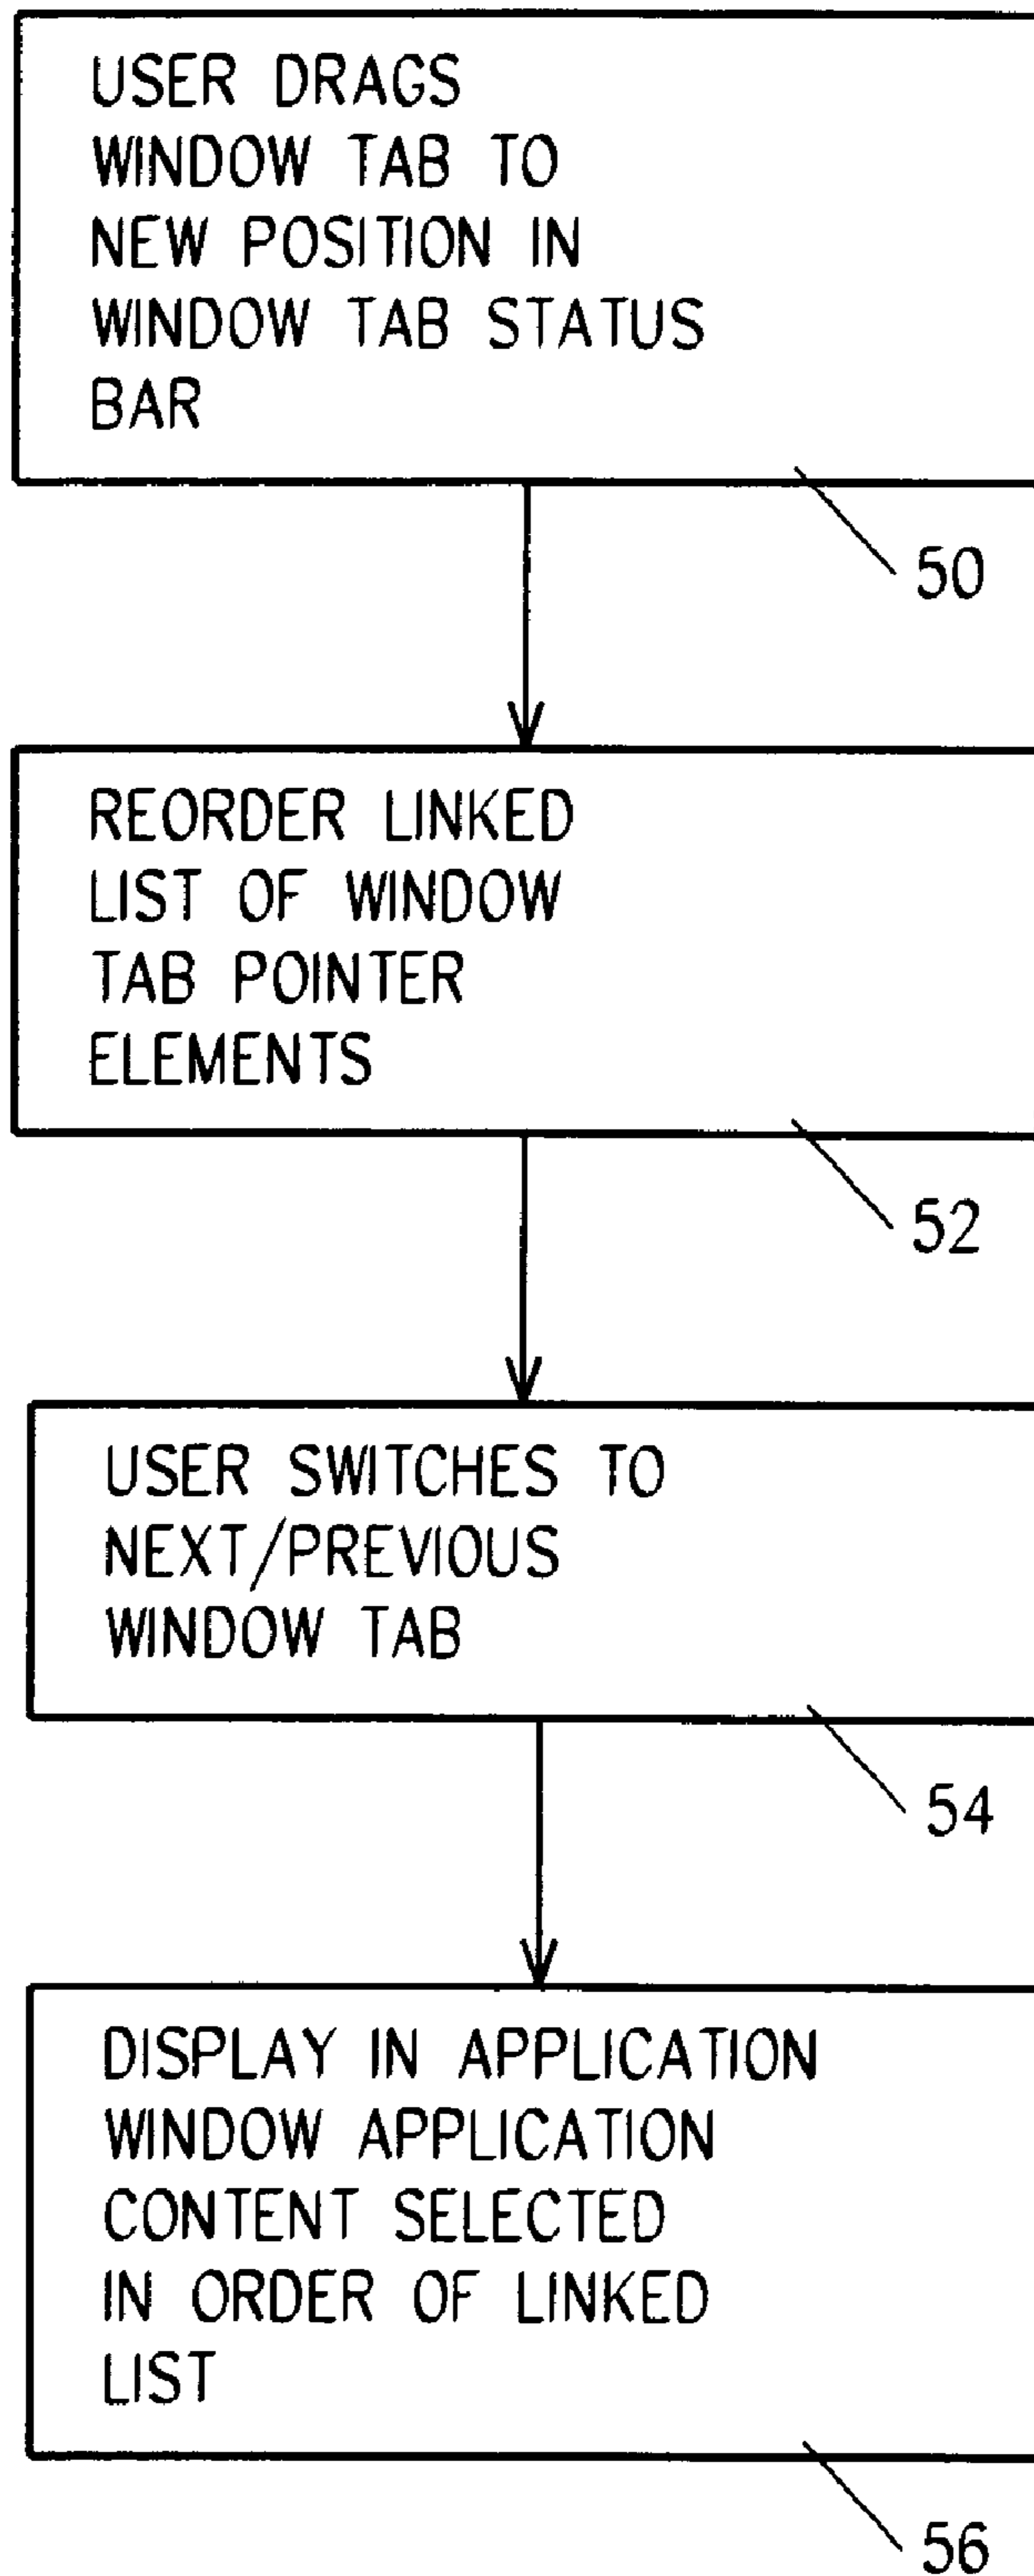 USER DRAGS
WINDOW TAB TO
NEW POSITION IN
WINDOW TAB STATUS
BAR
50
REORDER LINKED
LIST OF WINDOW
TAB POINTER
ELEMENTS
52
USER SWITCHES TO
NEXT/PREVIOUS
WINDOW TAB
54
DISPLAY IN APPLICATION
WINDOW APPLICATION
CONTENT SELECTED
IN ORDER OF LINKED
LIST
56